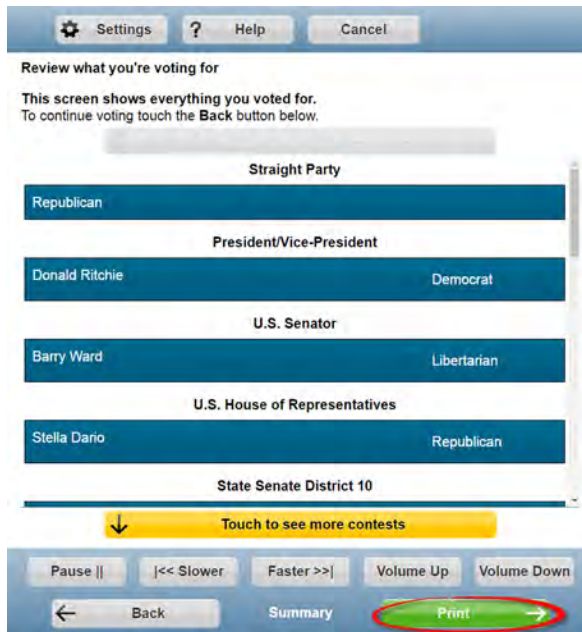 Settings ? Help Cancel
Review what you're voting for
This screen shows everything you voted for.
To continue voting touch the Back button below.
Straight Party
Republican
President/Vice-President
Donald Ritchie Democrat
U.S. Senator
Barry Ward Libertarian
U.S. House of Representatives
Stella Dario Republican
State Senate District 10
Touch to see more contests
Pause || |<< Slower Faster >>| Volume Up Volume Down
Back Summary Print